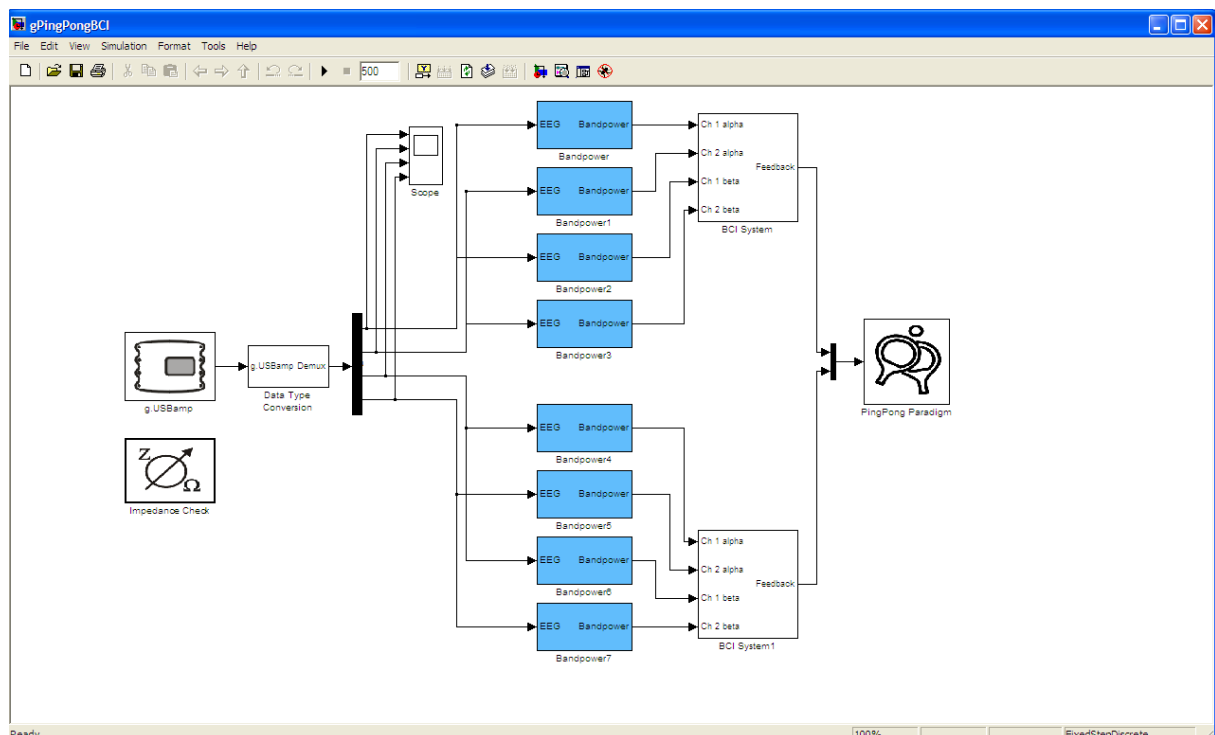 gPingPongBCI
File Edit View Simulation Format Tools Help
500
Scope
EEG Bandpower
Bandpower
EEG Bandpower
Bandpower1
EEG Bandpower
Bandpower2
EEG Bandpower
Bandpower3
Ch 1 alpha
Ch 2 alpha
Feedback
Ch 1 beta
Ch 2 beta
BCI System
g.USBamp
g.USBamp Demux
Data Type
Conversion
Z
Ω
Impedance Check
PingPong Paradigm
EEG Bandpower
Bandpower4
EEG Bandpower
Bandpower5
EEG Bandpower
Bandpower6
EEG Bandpower
Bandpower7
Ch 1 alpha
Ch 2 alpha
Feedback
Ch 1 beta
Ch 2 beta
BCI System1
Ready 100% FixedStepDiscrete